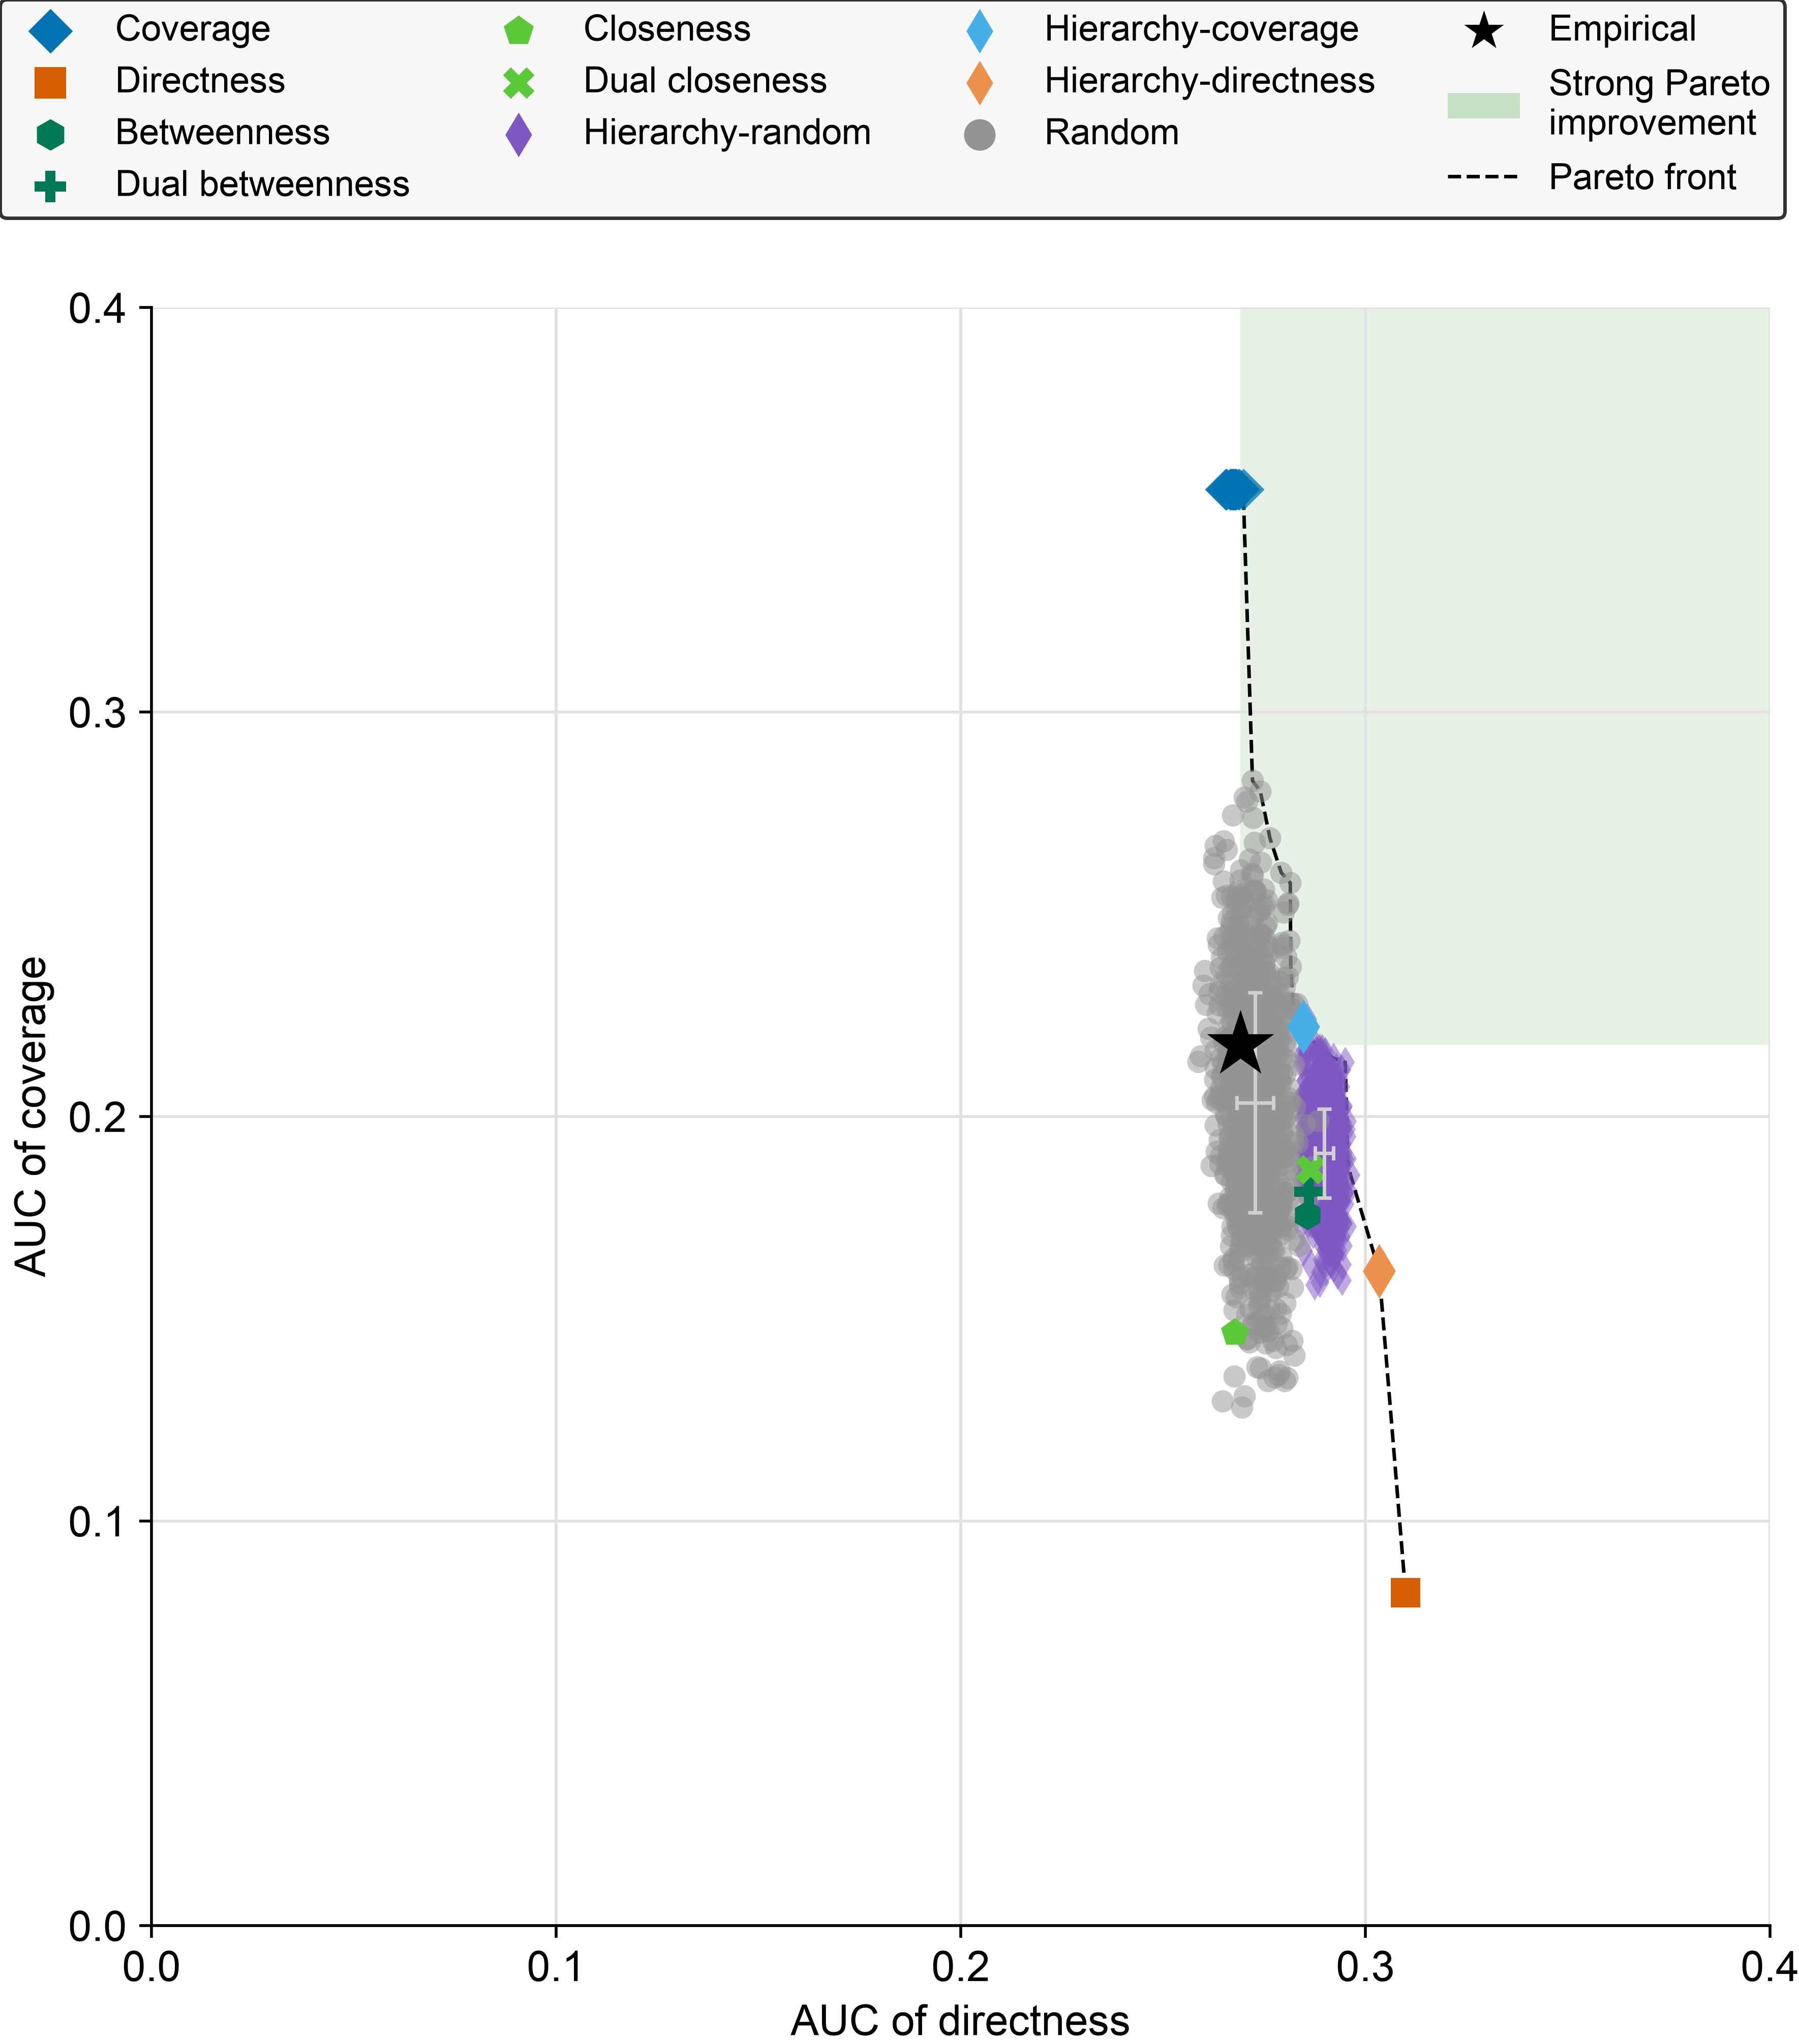 Coverage
Directness
Betweenness
Dual betweenness
Closeness
Dual closeness
Hierarchy-random
Hierarchy-coverage
Hierarchy-directness
Random
Empirical
Strong Pareto
improvement
Pareto front
0.4
0.3
0.2
0.1
0.0
AUC of coverage
0.0
0.1
0.2
0.3
0.4
AUC of directness